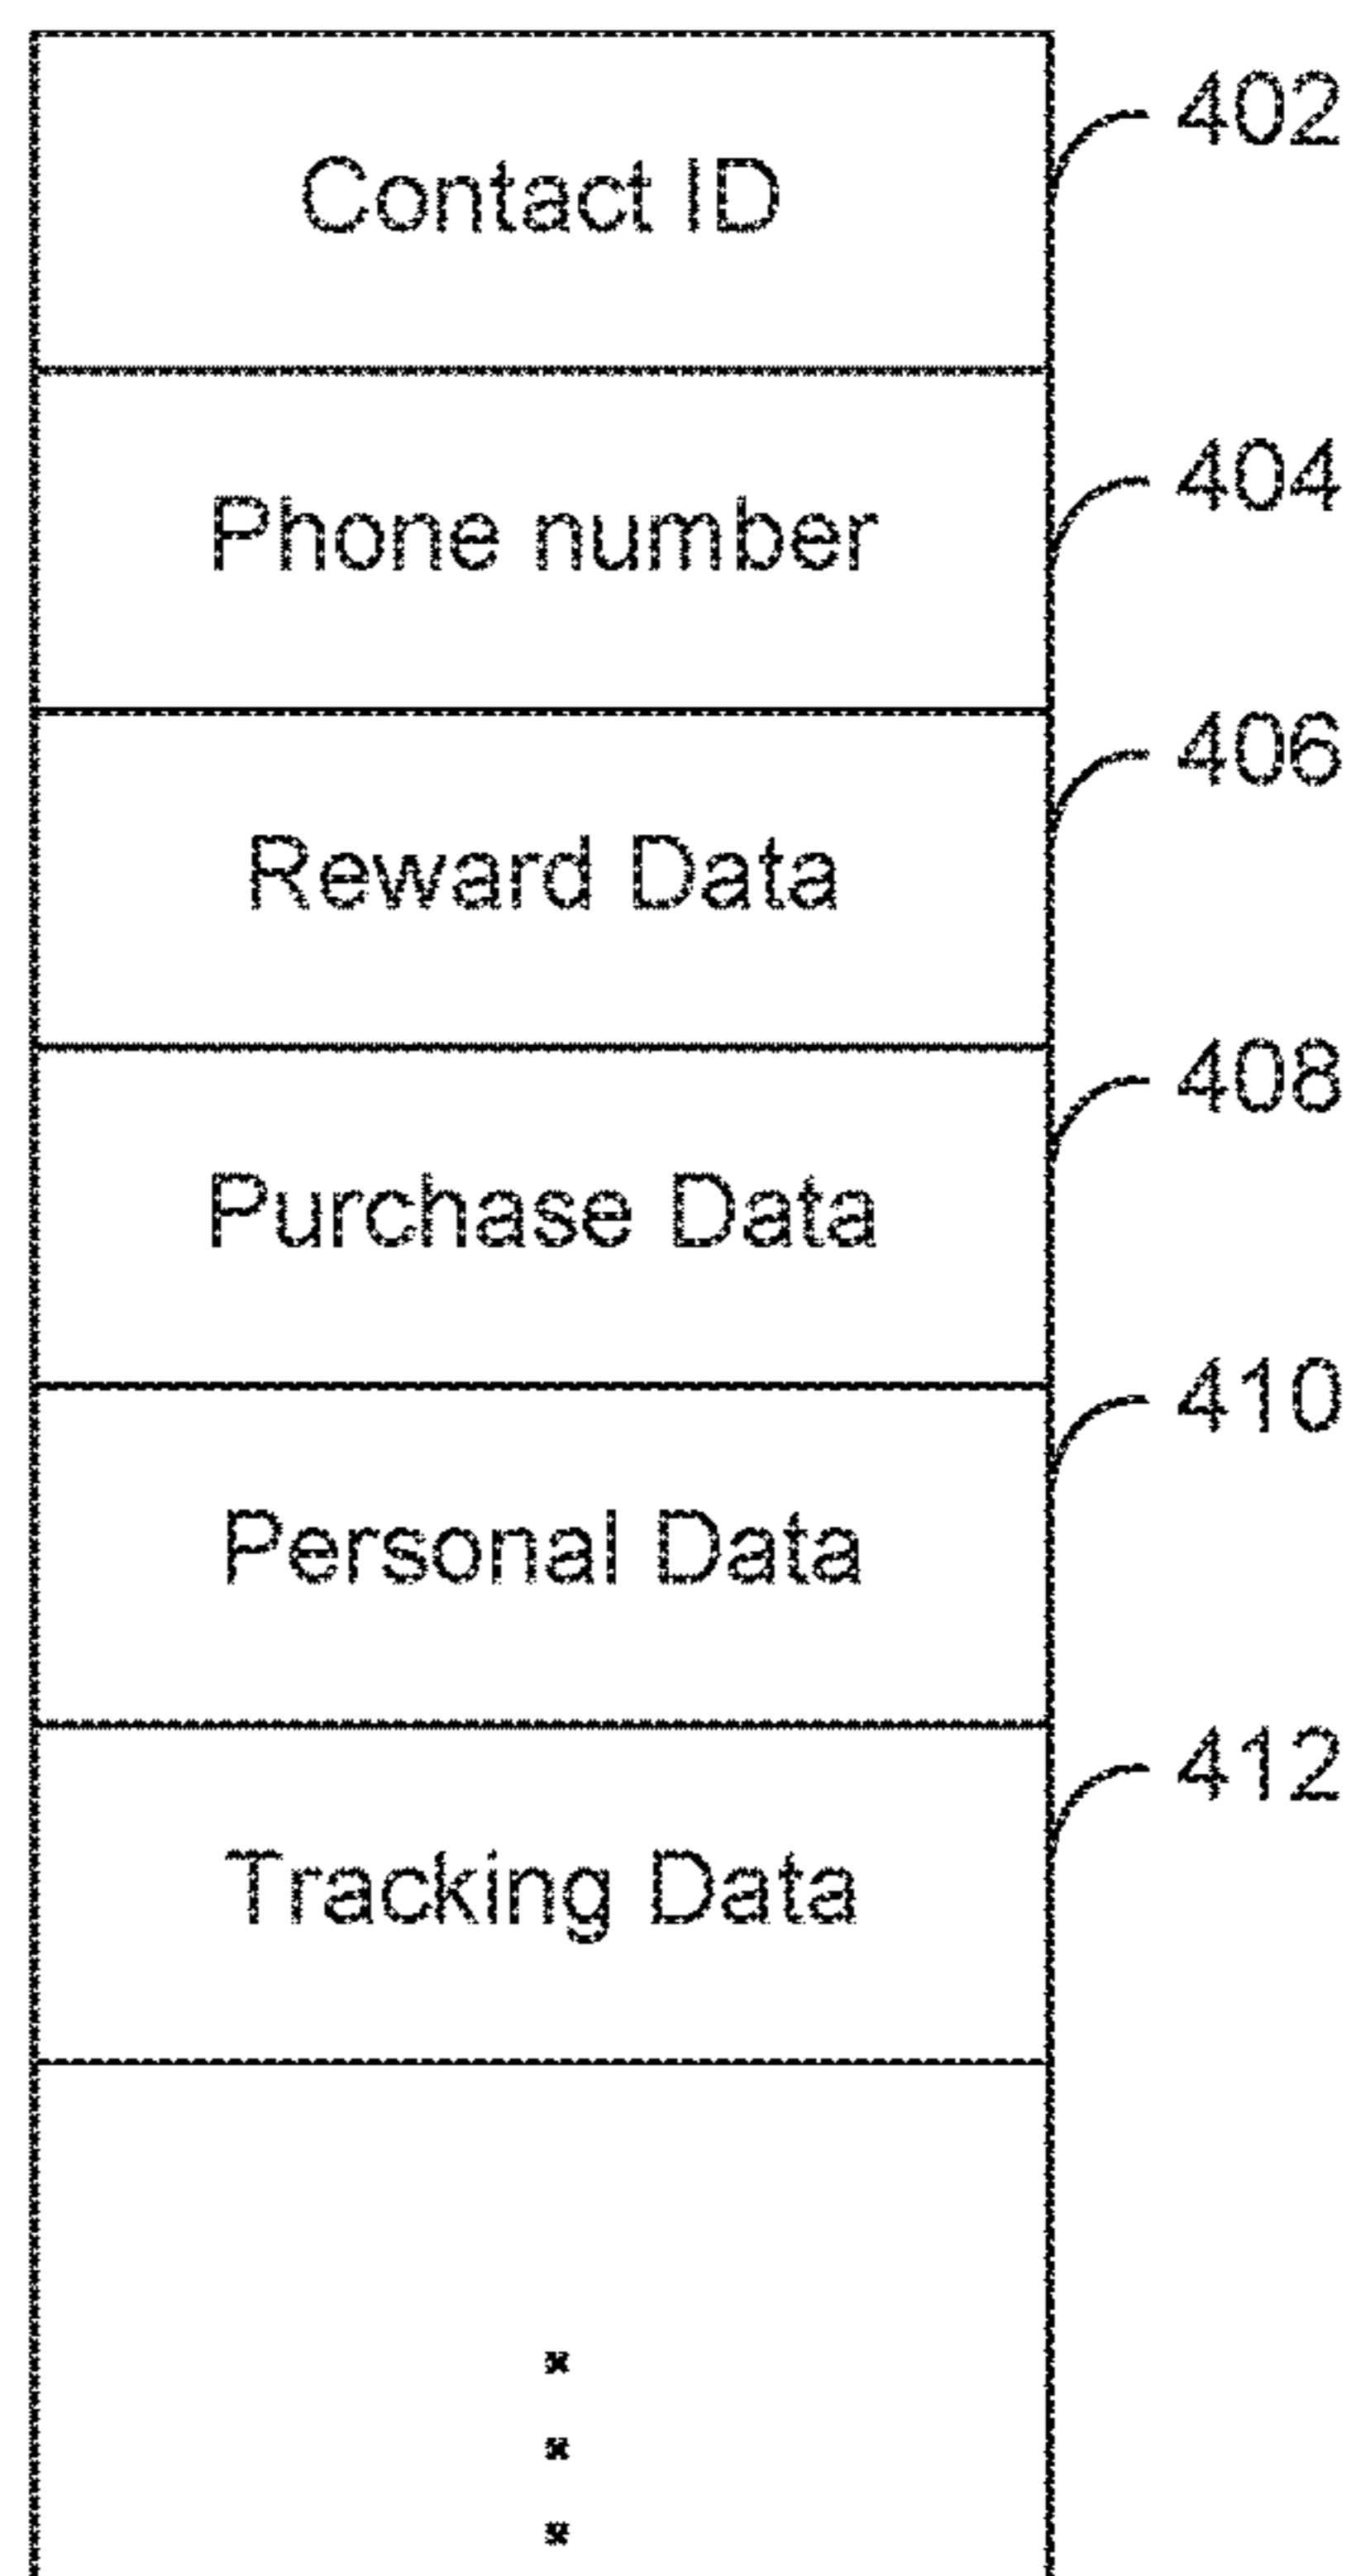 Contact ID
402
Phone number
404
Reward Data
406
Purchase Data
408
Personal Data
410
Tracking Data
412